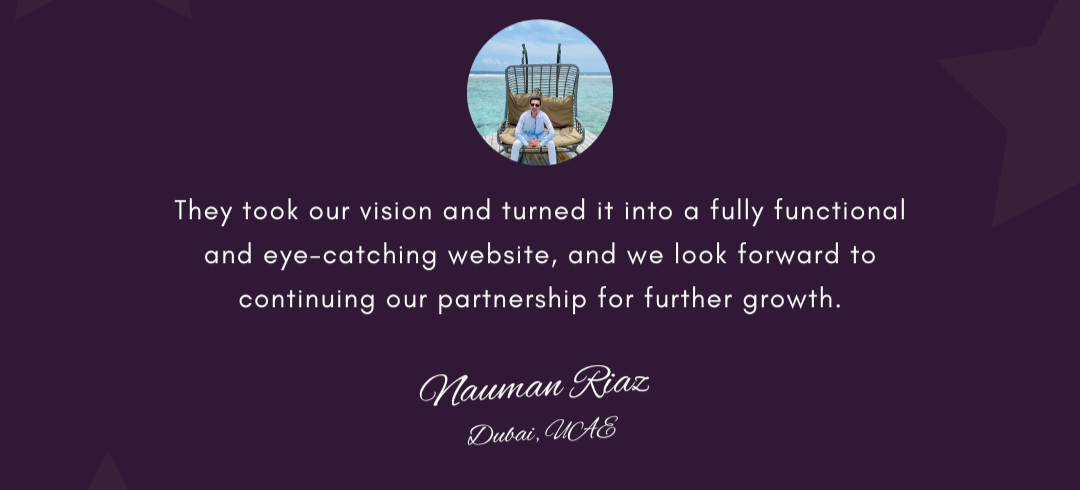 They took our vision and turned it into a fully functional
and eye-catching website, and we look forward to
continuing our partnership for further growth.
Nauman Riaz
Dubai, UAE